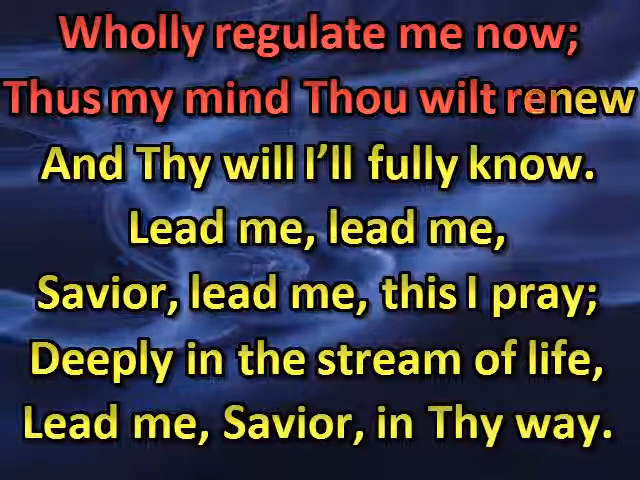 Wholly regulate me now;
Thus my mind Thou wilt renew
And Thy will I’ll fully know.
Lead me, lead me,
Savior, lead me, this I pray;
Deeply in the stream of life,
Lead me, Savior, in Thy way.